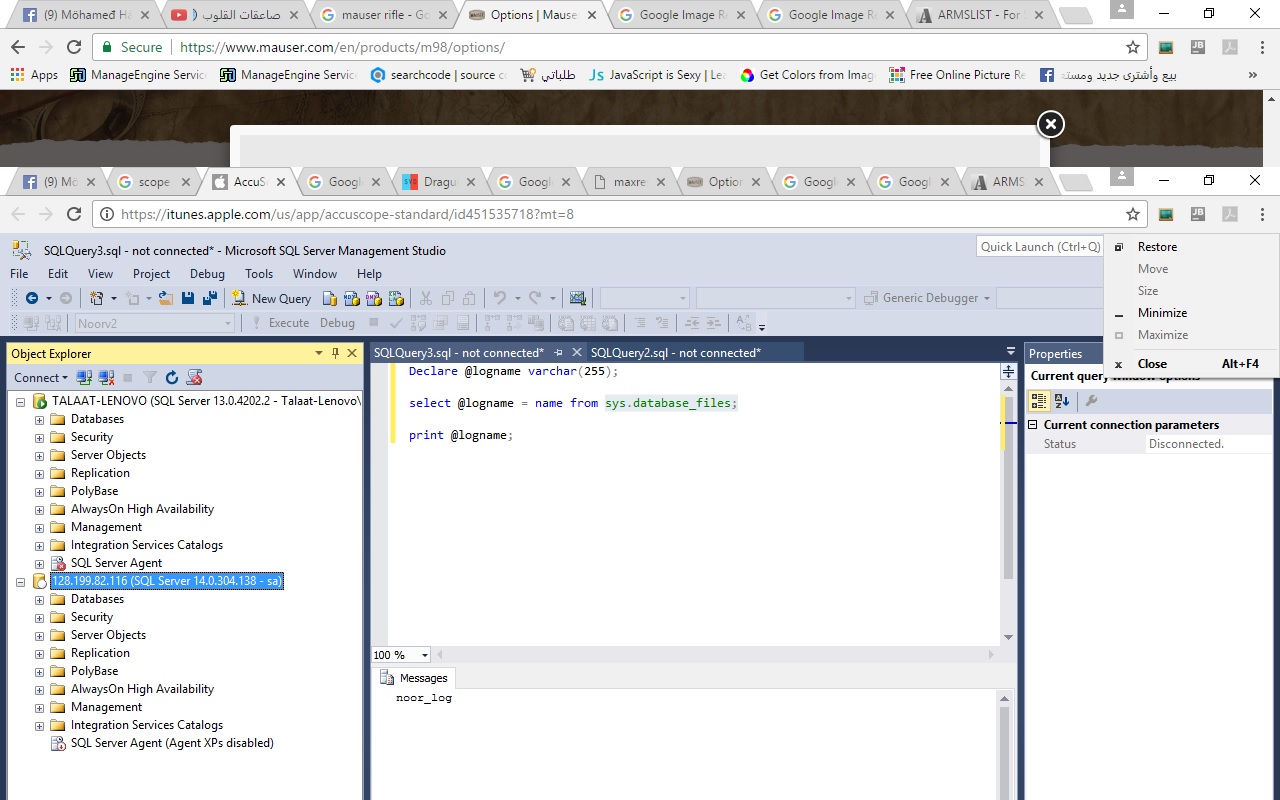 (9) Mohamed Ha
صاعقات القلوب )
mauser rifle - Go
Options | Mause
Google Image Re
Google Image Re
ARMSLIST - For
Secure
https://www.mauser.com/en/products/m98/options/
Apps
ManageEngine Servic
ManageEngine Servic
searchcode | source c
طلباتي
JavaScript is Sexy | Lea
Get Colors from Imag
Free Online Picture Re
بيع وأشترى جديد ومست
»
(9) Mo
scope
AccuS
Googl
Dragu
Googl
maxre
Option
Googl
Googl
ARMS
https://itunes.apple.com/us/app/accuscope-standard/id451535718?mt=8
SQLQuery3.sql - not connected* - Microsoft SQL Server Management Studio
Quick Launch (Ctrl+Q)
File Edit View Project Debug Tools Window Help
New Query
Generic Debugger
Noorv2
Execute Debug
Restore
Move
Size
Minimize
Maximize
Close Alt+F4
Object Explorer
Connect
TALAAT-LENOVO (SQL Server 13.0.4202.2 - Talaat-Lenovo\
Databases
Security
Server Objects
Replication
PolyBase
AlwaysOn High Availability
Management
Integration Services Catalogs
SQL Server Agent
128.199.82.116 (SQL Server 14.0.304.138 - sa)
Databases
Security
Server Objects
Replication
PolyBase
AlwaysOn High Availability
Management
Integration Services Catalogs
SQL Server Agent (Agent XPs disabled)
SQLQuery3.sql - not connected*
SQLQuery2.sql - not connected*
Declare @logname varchar(255);
select @logname = name from sys.database_files;
print @logname;
100 %
Messages
noor_log
Properties
Current query window options
Current connection parameters
Status Disconnected.